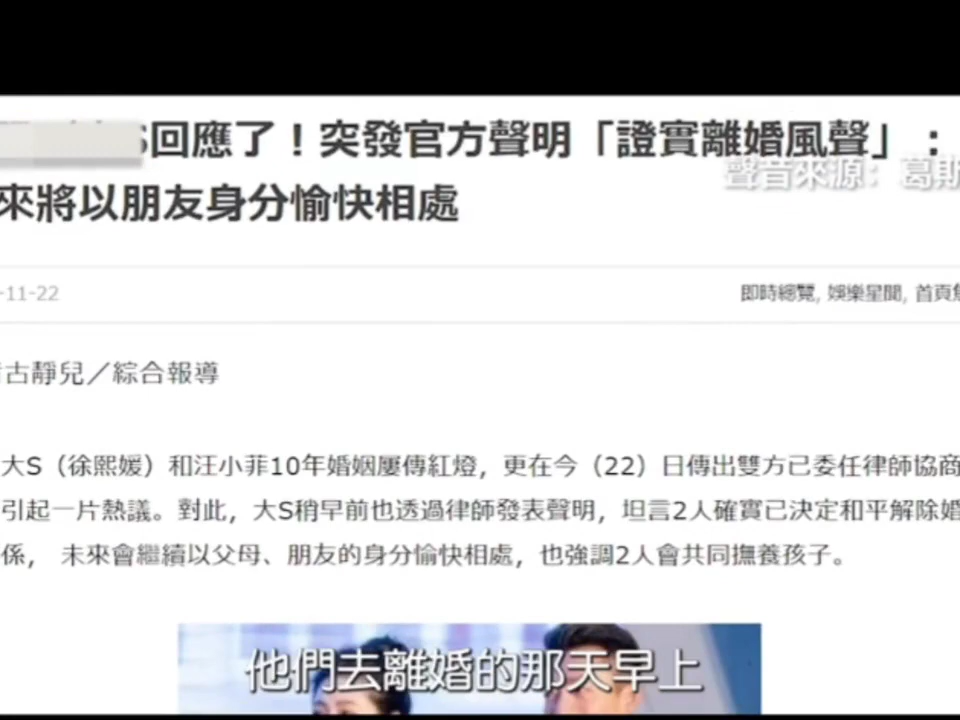 S回應了！突發官方聲明「證實離婚風聲」：
聲音來源：葛斯
來將以朋友身分愉快相處
-11-22
即時總覽, 娛樂星聞, 首頁焦
古靜兒／綜合報導
大S（徐熙媛）和汪小菲10年婚姻屢傳紅燈，更在今（22）日傳出雙方已委任律師協商
引起一片熱議。對此，大S稍早前也透過律師發表聲明，坦言2人確實已決定和平解除婚
係， 未來會繼續以父母、朋友的身分愉快相處，也強調2人會共同撫養孩子。
他們去離婚的那天早上